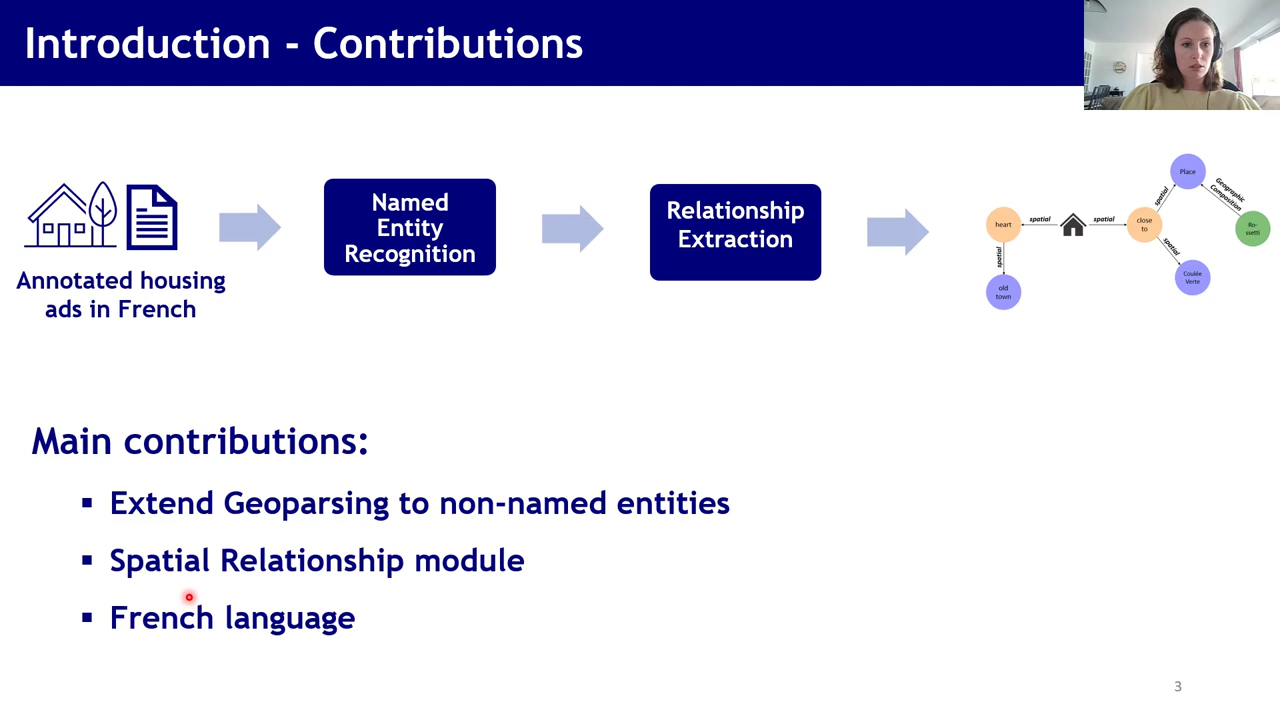 Introduction - Contributions
Annotated housing
ads in French
Named
Entity
Recognition
Relationship
Extraction
heart
spatial
spatial
close
to
spatial
Place
Geographic
Composition
Ro-
ssetti
spatial
Coulée
Verte
spatial
old
town
Main contributions:
▪ Extend Geoparsing to non-named entities
▪ Spatial Relationship module
▪ French language
3